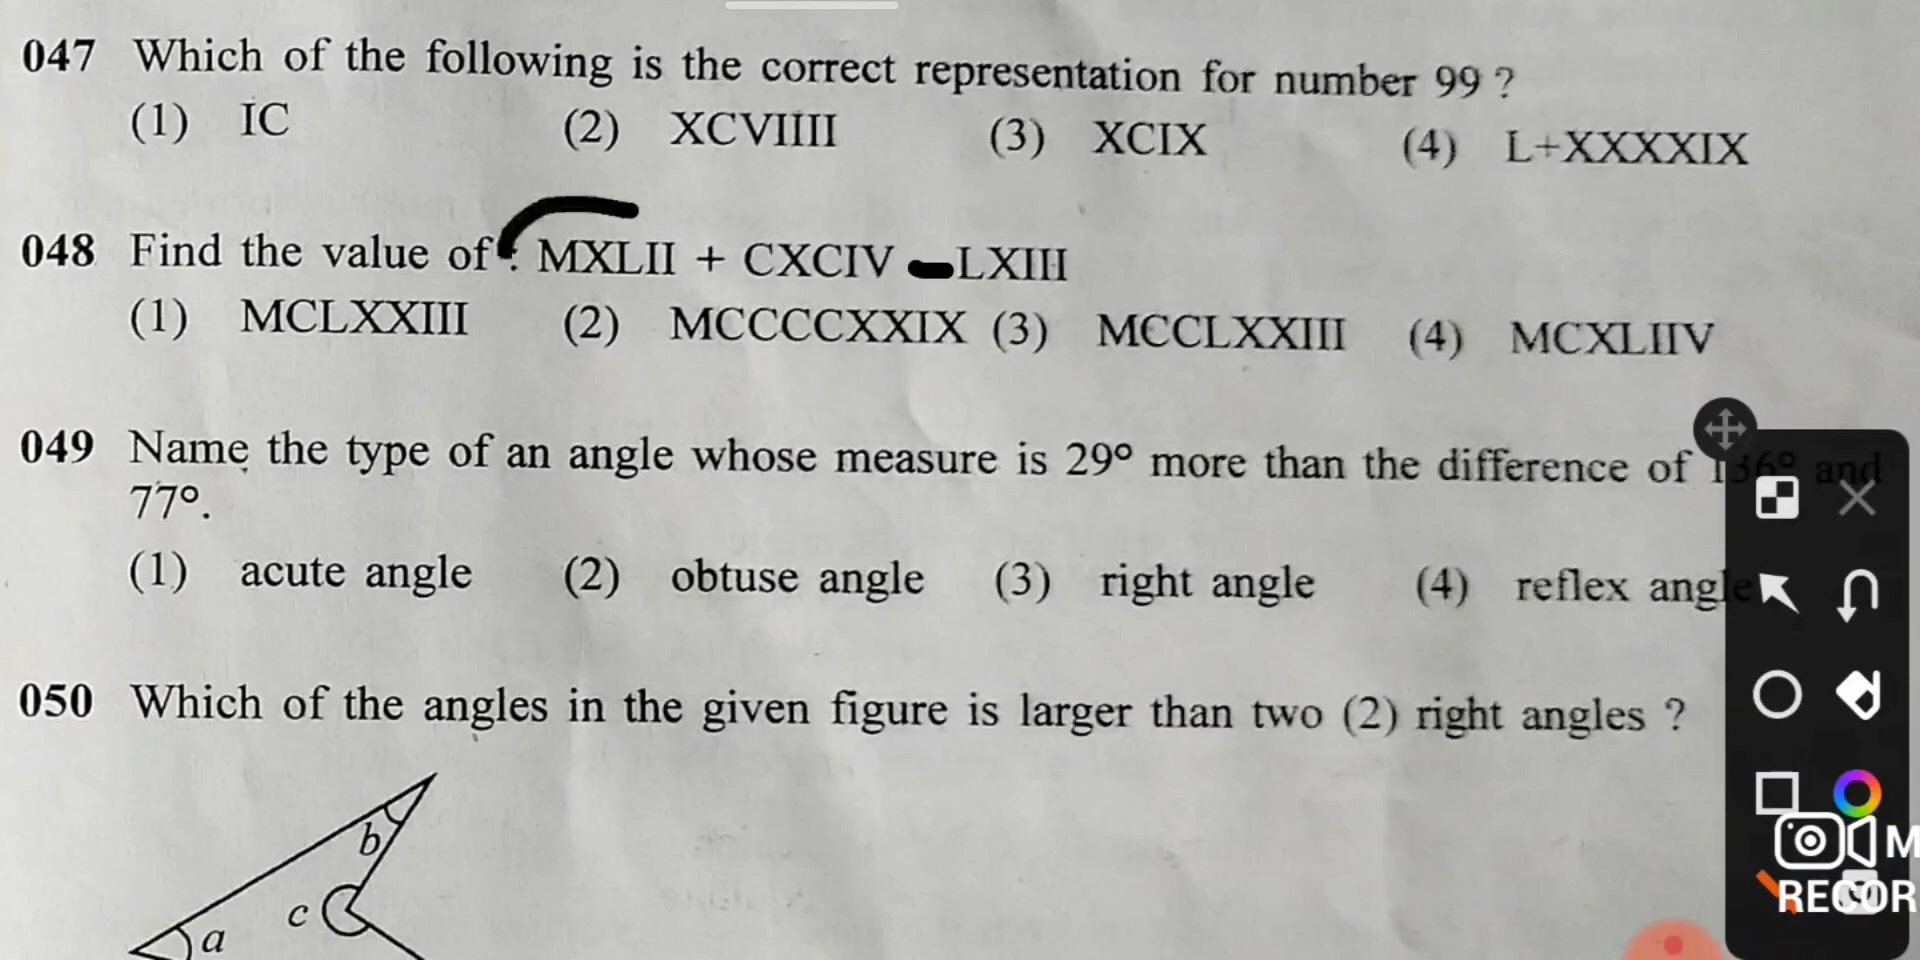 047 Which of the following is the correct representation for number 99 ?
(1) IC (2) XCVIIII (3) XCIX (4) L+XXXXIX
048 Find the value of : MXLII + CXCIV - LXIII
(1) MCLXXIII (2) MCCCCXXIX (3) MCCLXXIII (4) MCXLIIV
049 Name the type of an angle whose measure is 29° more than the difference of 136° and
77°.
(1) acute angle (2) obtuse angle (3) right angle (4) reflex angle
050 Which of the angles in the given figure is larger than two (2) right angles ?
b
c
a
M
RECOR